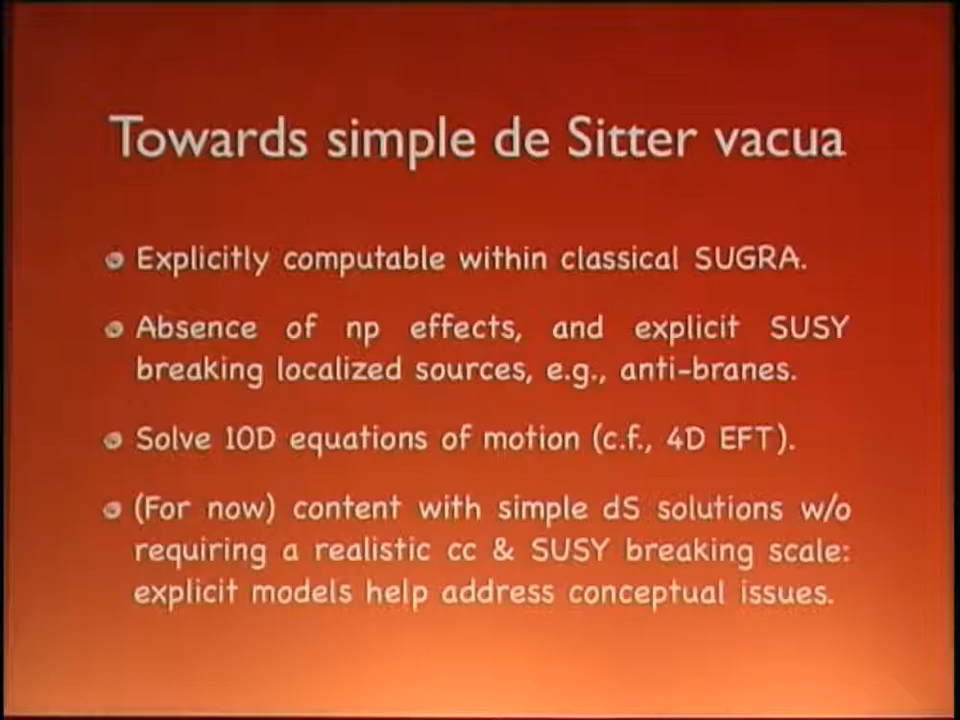 Towards simple de Sitter vacua
Explicitly computable within classical SUGRA.
Absence of np effects, and explicit SUSY
breaking localized sources, e.g., anti-branes.
Solve 10D equations of motion (c.f., 4D EFT).
(For now) content with simple dS solutions w/o
requiring a realistic cc & SUSY breaking scale:
explicit models help address conceptual issues.